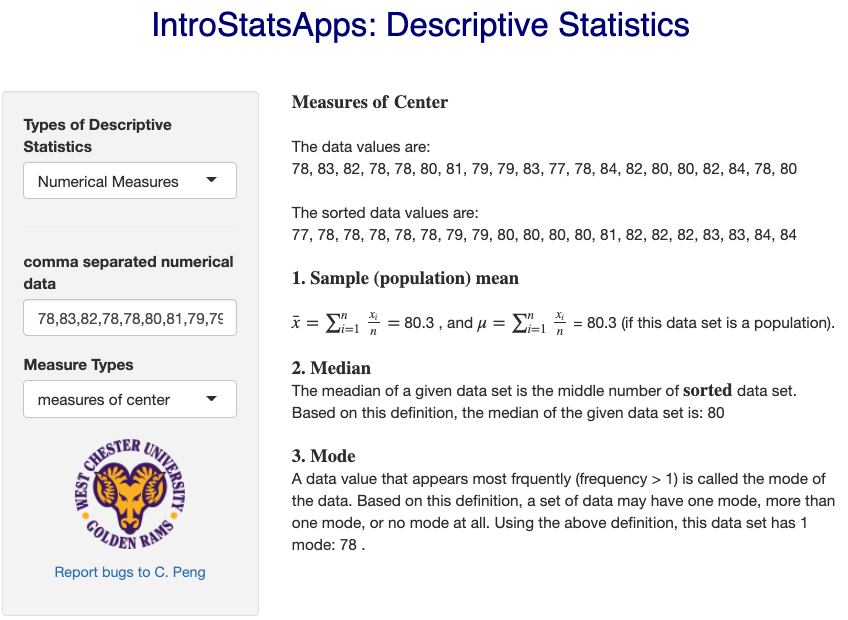 IntroStatsApps: Descriptive Statistics
Types of Descriptive
Statistics
Numerical Measures
comma separated numerical
data
78,83,82,78,78,80,81,79,79
Measure Types
measures of center
WEST CHESTER UNIVERSITY
GOLDEN RAMS
Report bugs to C. Peng
Measures of Center
The data values are:
78, 83, 82, 78, 78, 80, 81, 79, 79, 83, 77, 78, 84, 82, 80, 80, 82, 84, 78, 80
The sorted data values are:
77, 78, 78, 78, 78, 78, 79, 79, 80, 80, 80, 80, 81, 82, 82, 82, 83, 83, 84, 84
1. Sample (population) mean
x̄ = ∑ⁿᵢ₌₁ xᵢ/n = 80.3 , and μ = ∑ⁿᵢ₌₁ xᵢ/n = 80.3 (if this data set is a population).
2. Median
The meadian of a given data set is the middle number of sorted data set.
Based on this definition, the median of the given data set is: 80
3. Mode
A data value that appears most frquently (frequency > 1) is called the mode of
the data. Based on this definition, a set of data may have one mode, more than
one mode, or no mode at all. Using the above definition, this data set has 1
mode: 78 .